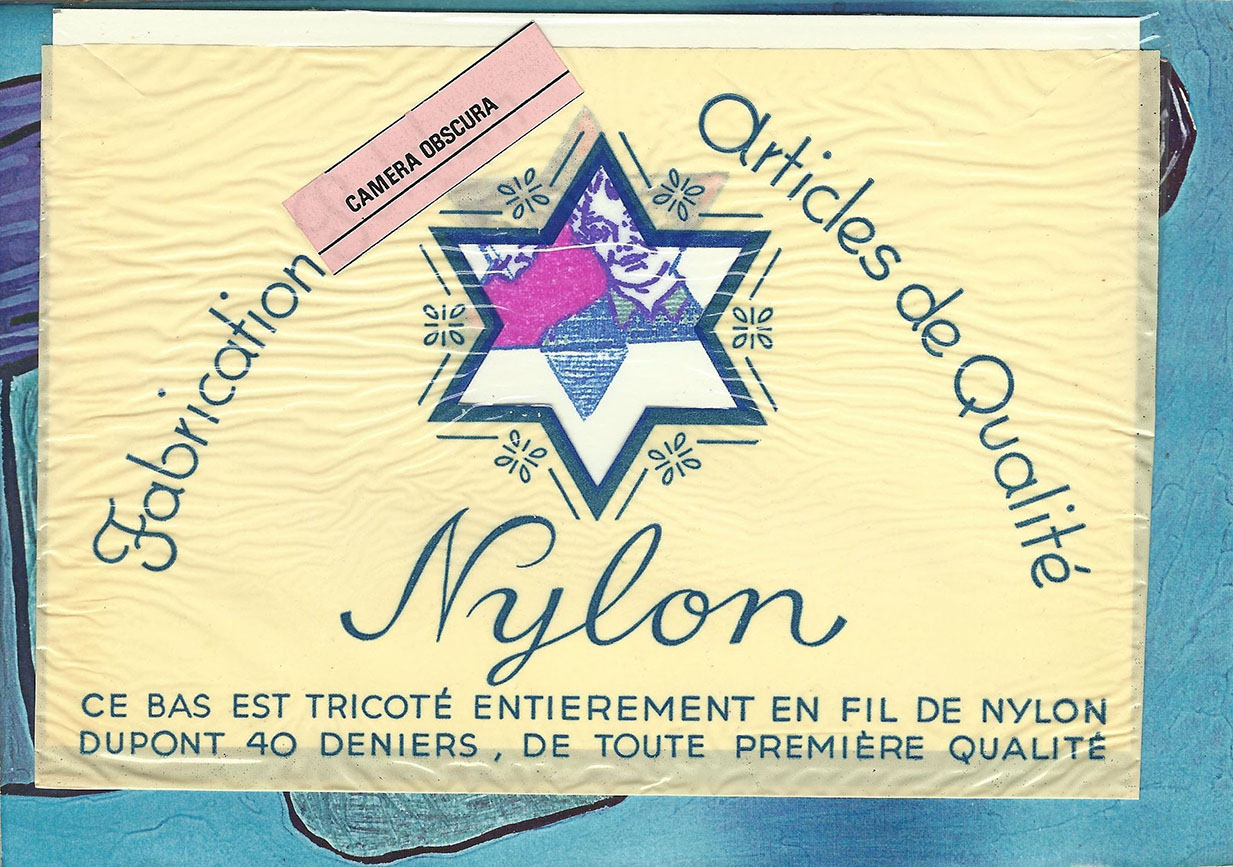 CAMERA OBSCURA
Fabrication
Articles de Qualité
Nylon
CE BAS EST TRICOTÉ ENTIEREMENT EN FIL DE NYLON
DUPONT 40 DENIERS, DE TOUTE PREMIÈRE QUALITÉ